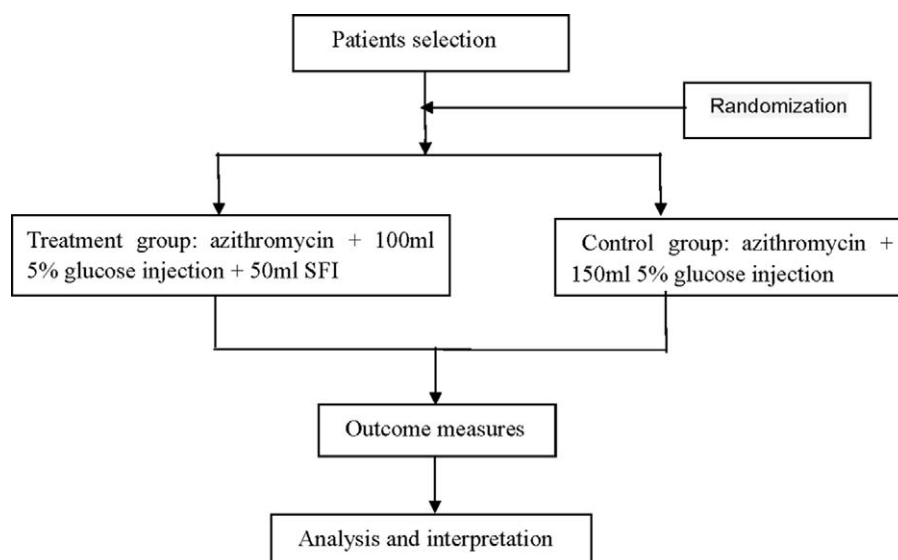 Patients selection
Randomization
Treatment group: azithromycin + 100ml
5% glucose injection + 50ml SFI
Control group: azithromycin +
150ml 5% glucose injection
Outcome measures
Analysis and interpretation